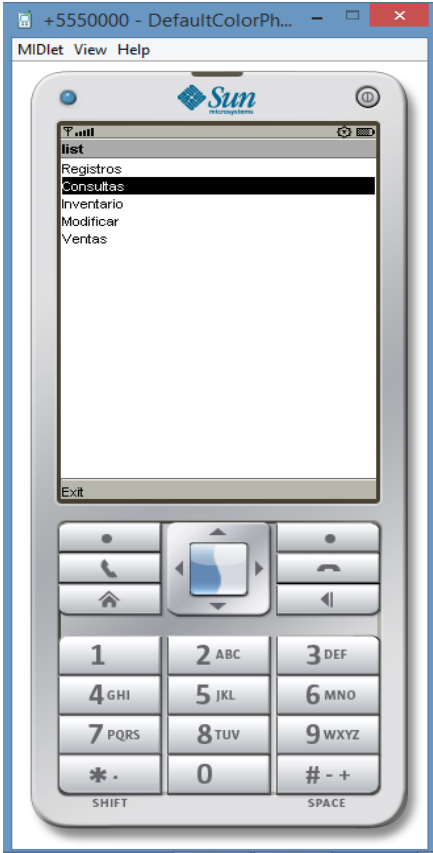 +5550000 - DefaultColorPh...
MIDlet View Help
Sun
microsystems
list
Registros
Consultas
Inventario
Modificar
Ventas
Exit
1 2 ABC 3 DEF
4 GHI 5 JKL 6 MNO
7 PQRS 8 TUV 9 WXYZ
* . 0 # - +
SHIFT SPACE